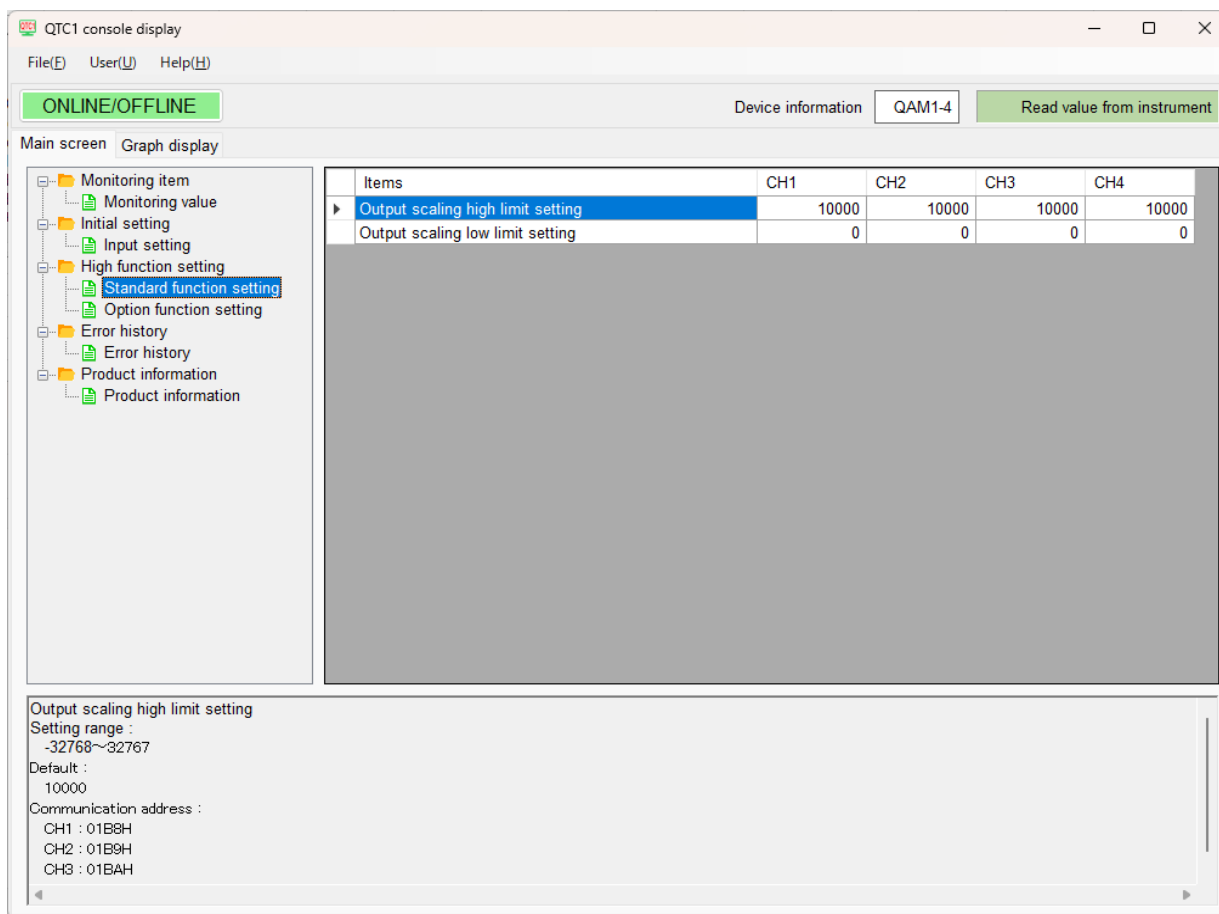 QTC1 console display
File(F) User(U) Help(H)
ONLINE/OFFLINE Device information QAM1-4 Read value from instrument
Main screen Graph display
Monitoring item
Monitoring value
Initial setting
Input setting
High function setting
Standard function setting
Option function setting
Error history
Error history
Product information
Product information
Items CH1 CH2 CH3 CH4
Output scaling high limit setting 10000 10000 10000 10000
Output scaling low limit setting 0 0 0 0
Output scaling high limit setting
Setting range :
-32768～32767
Default :
10000
Communication address :
CH1 : 01B8H
CH2 : 01B9H
CH3 : 01BAH